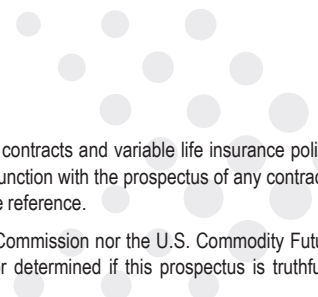 contracts and variable life insurance poli
unction with the prospectus of any contrac
e reference.
Commission nor the U.S. Commodity Futu
or determined if this prospectus is truthfu